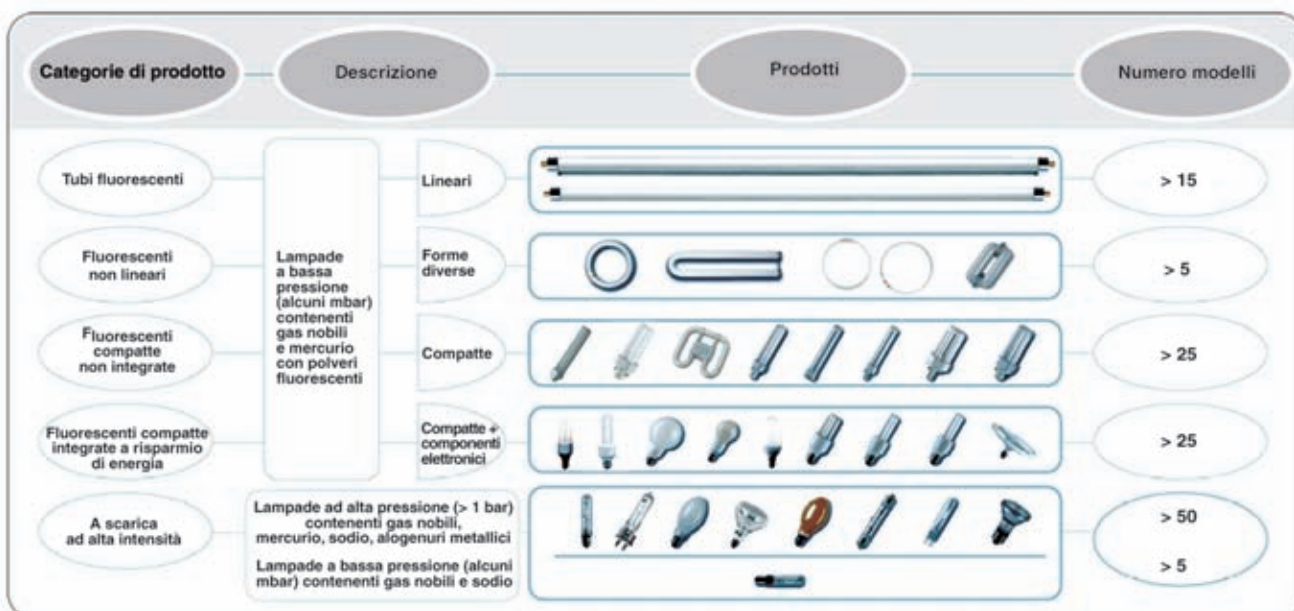 Categorie di prodotto
Descrizione
Prodotti
Numero modelli
Tubi fluorescenti
Lampade
a bassa
pressione
(alcuni mbar)
contenenti
gas nobili
e mercurio
con polveri
fluorescenti
Lineari
> 15
Fluorescenti
non lineari
Forme
diverse
> 5
Fluorescenti
compatte
non integrate
Compatte
> 25
Fluorescenti compatte
integrate a risparmio
di energia
Compatte +
componenti
elettronici
> 25
A scarica
ad alta intensità
Lampade ad alta pressione (> 1 bar)
contenenti gas nobili,
mercurio, sodio, alogenuri metallici
> 50
Lampade a bassa pressione (alcuni
mbar) contenenti gas nobili e sodio
> 5